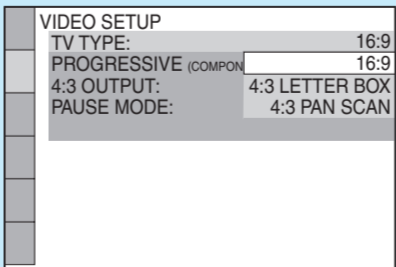 VIDEO SETUP
TV TYPE: 16:9
PROGRESSIVE (COMPON 16:9
4:3 OUTPUT: 4:3 LETTER BOX
PAUSE MODE: 4:3 PAN SCAN